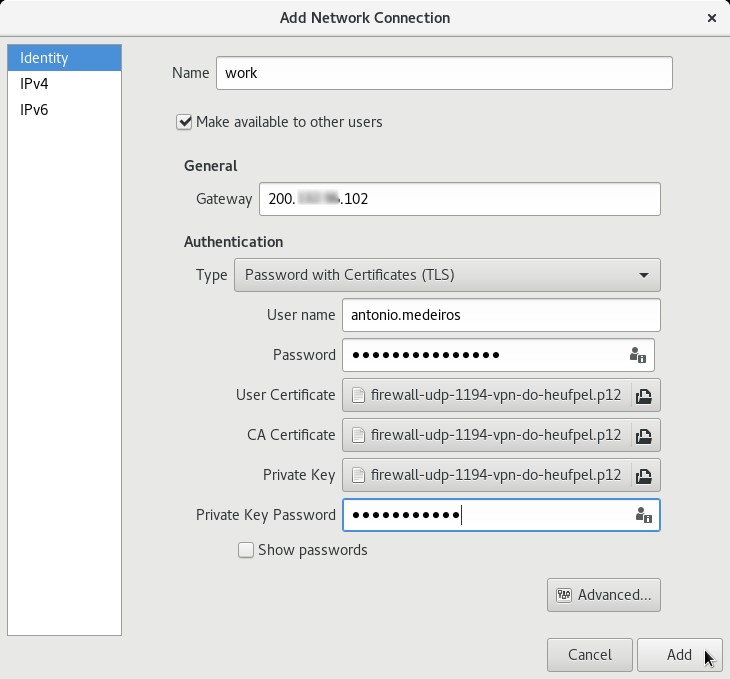 Add Network Connection
Identity
IPv4
IPv6
Name work
Make available to other users
General
Gateway 200. .102
Authentication
Type Password with Certificates (TLS)
User name antonio.medeiros
Password •••••••••••••••
User Certificate firewall-udp-1194-vpn-do-heufpel.p12
CA Certificate firewall-udp-1194-vpn-do-heufpel.p12
Private Key firewall-udp-1194-vpn-do-heufpel.p12
Private Key Password •••••••••••
Show passwords
Advanced...
Cancel Add